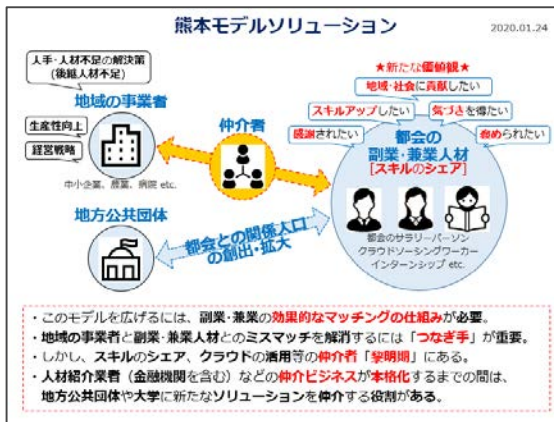 熊本モデルソリューション
2020.01.24
人手・人材不足の解決策
(後継人材不足)
地域の事業者
生産性向上
経営戦略
中小企業、農業、病院 etc.
仲介者
★新たな価値観★
地域・社会に貢献したい
スキルアップしたい
気づきを得たい
感謝されたい
褒められたい
都会の
副業・兼業人材
[スキルのシェア]
都会のサラリーパーソン
クラウドソーシングワーカー
インターンシップ etc.
地方公共団体
都会との関係人口
の創出・拡大
・このモデルを広げるには、副業・兼業の効果的なマッチングの仕組みが必要。
・地域の事業者と副業・兼業人材とのミスマッチを解消するには「つなぎ手」が重要。
・しかし、スキルのシェア、クラウドの活用等の仲介者「黎明期」にある。
・人材紹介業者（金融機関を含む）などの仲介ビジネスが本格化するまでの間は、
地方公共団体や大学に新たなソリューションを仲介する役割がある。